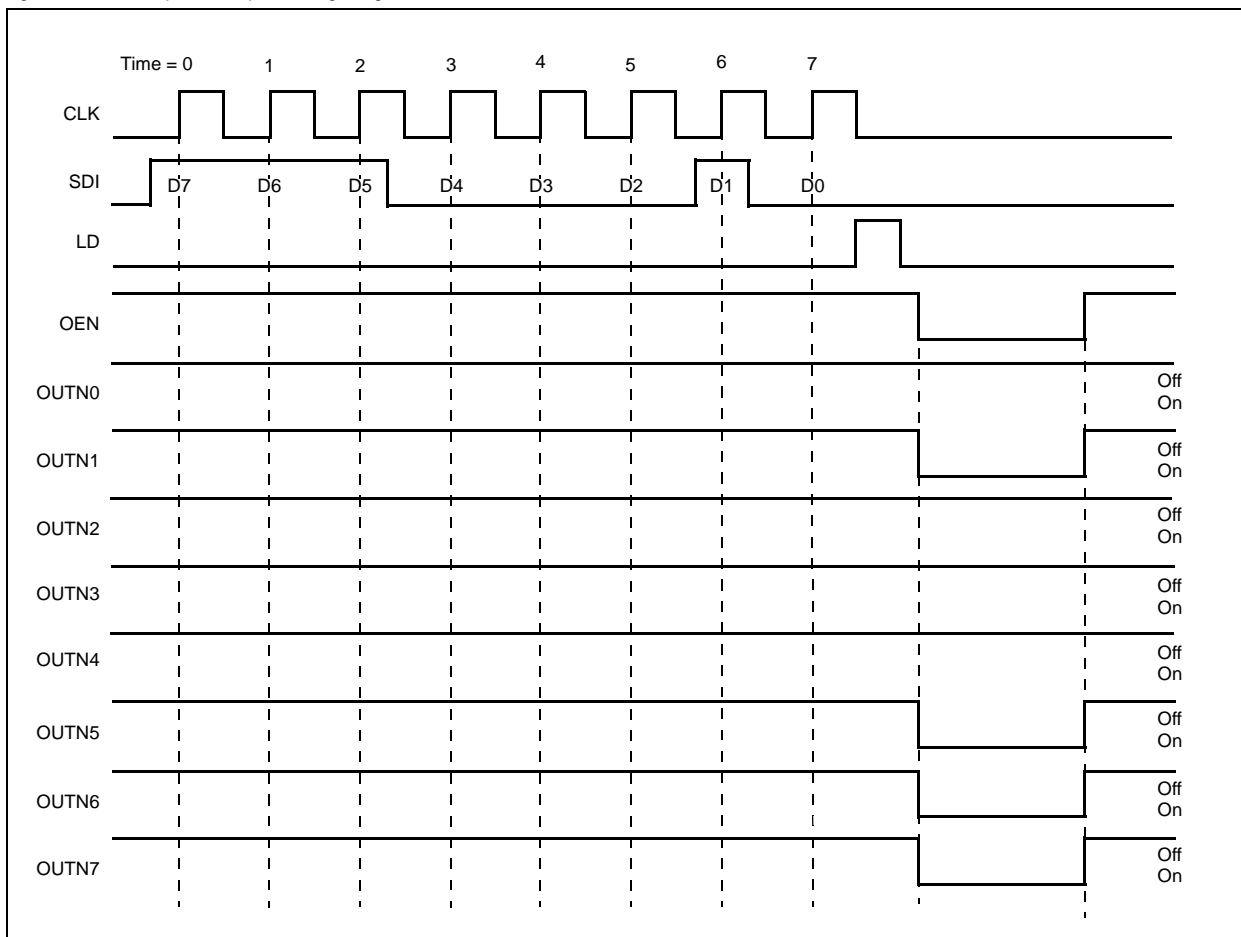 Time = 0 1 2 3 4 5 6 7
CLK
SDI D7 D6 D5 D4 D3 D2 D1 D0
LD
OEN
OUTN0 Off
On
OUTN1 Off
On
OUTN2 Off
On
OUTN3 Off
On
OUTN4 Off
On
OUTN5 Off
On
OUTN6 Off
On
OUTN7 Off
On